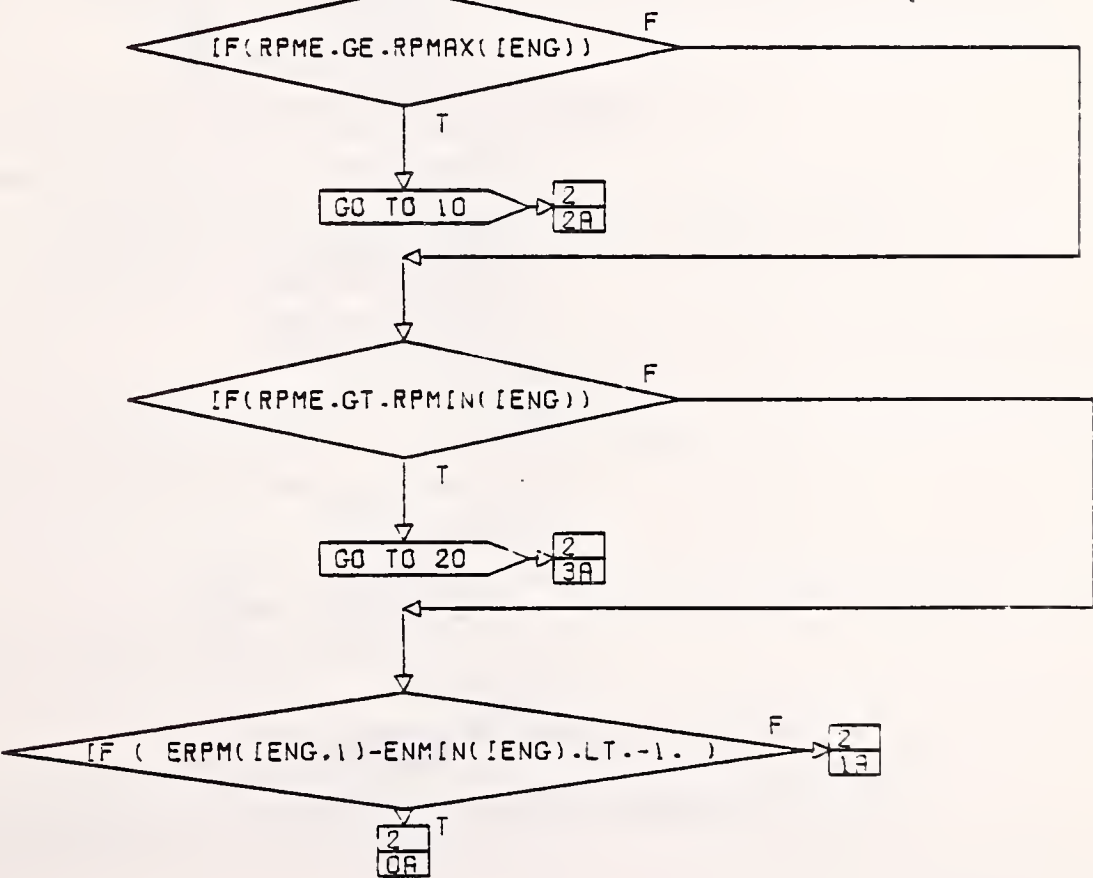 F
IF(RPME.GE.RPMAX(IENG))
T
GO TO 10
2
2A
F
IF(RPME.GT.RPMIN(IENG))
T
GO TO 20
2
3A
F
IF ( ERPM(IENG,1)-ENMIN(IENG).LT.-1. )
2
1A
T
2
0A